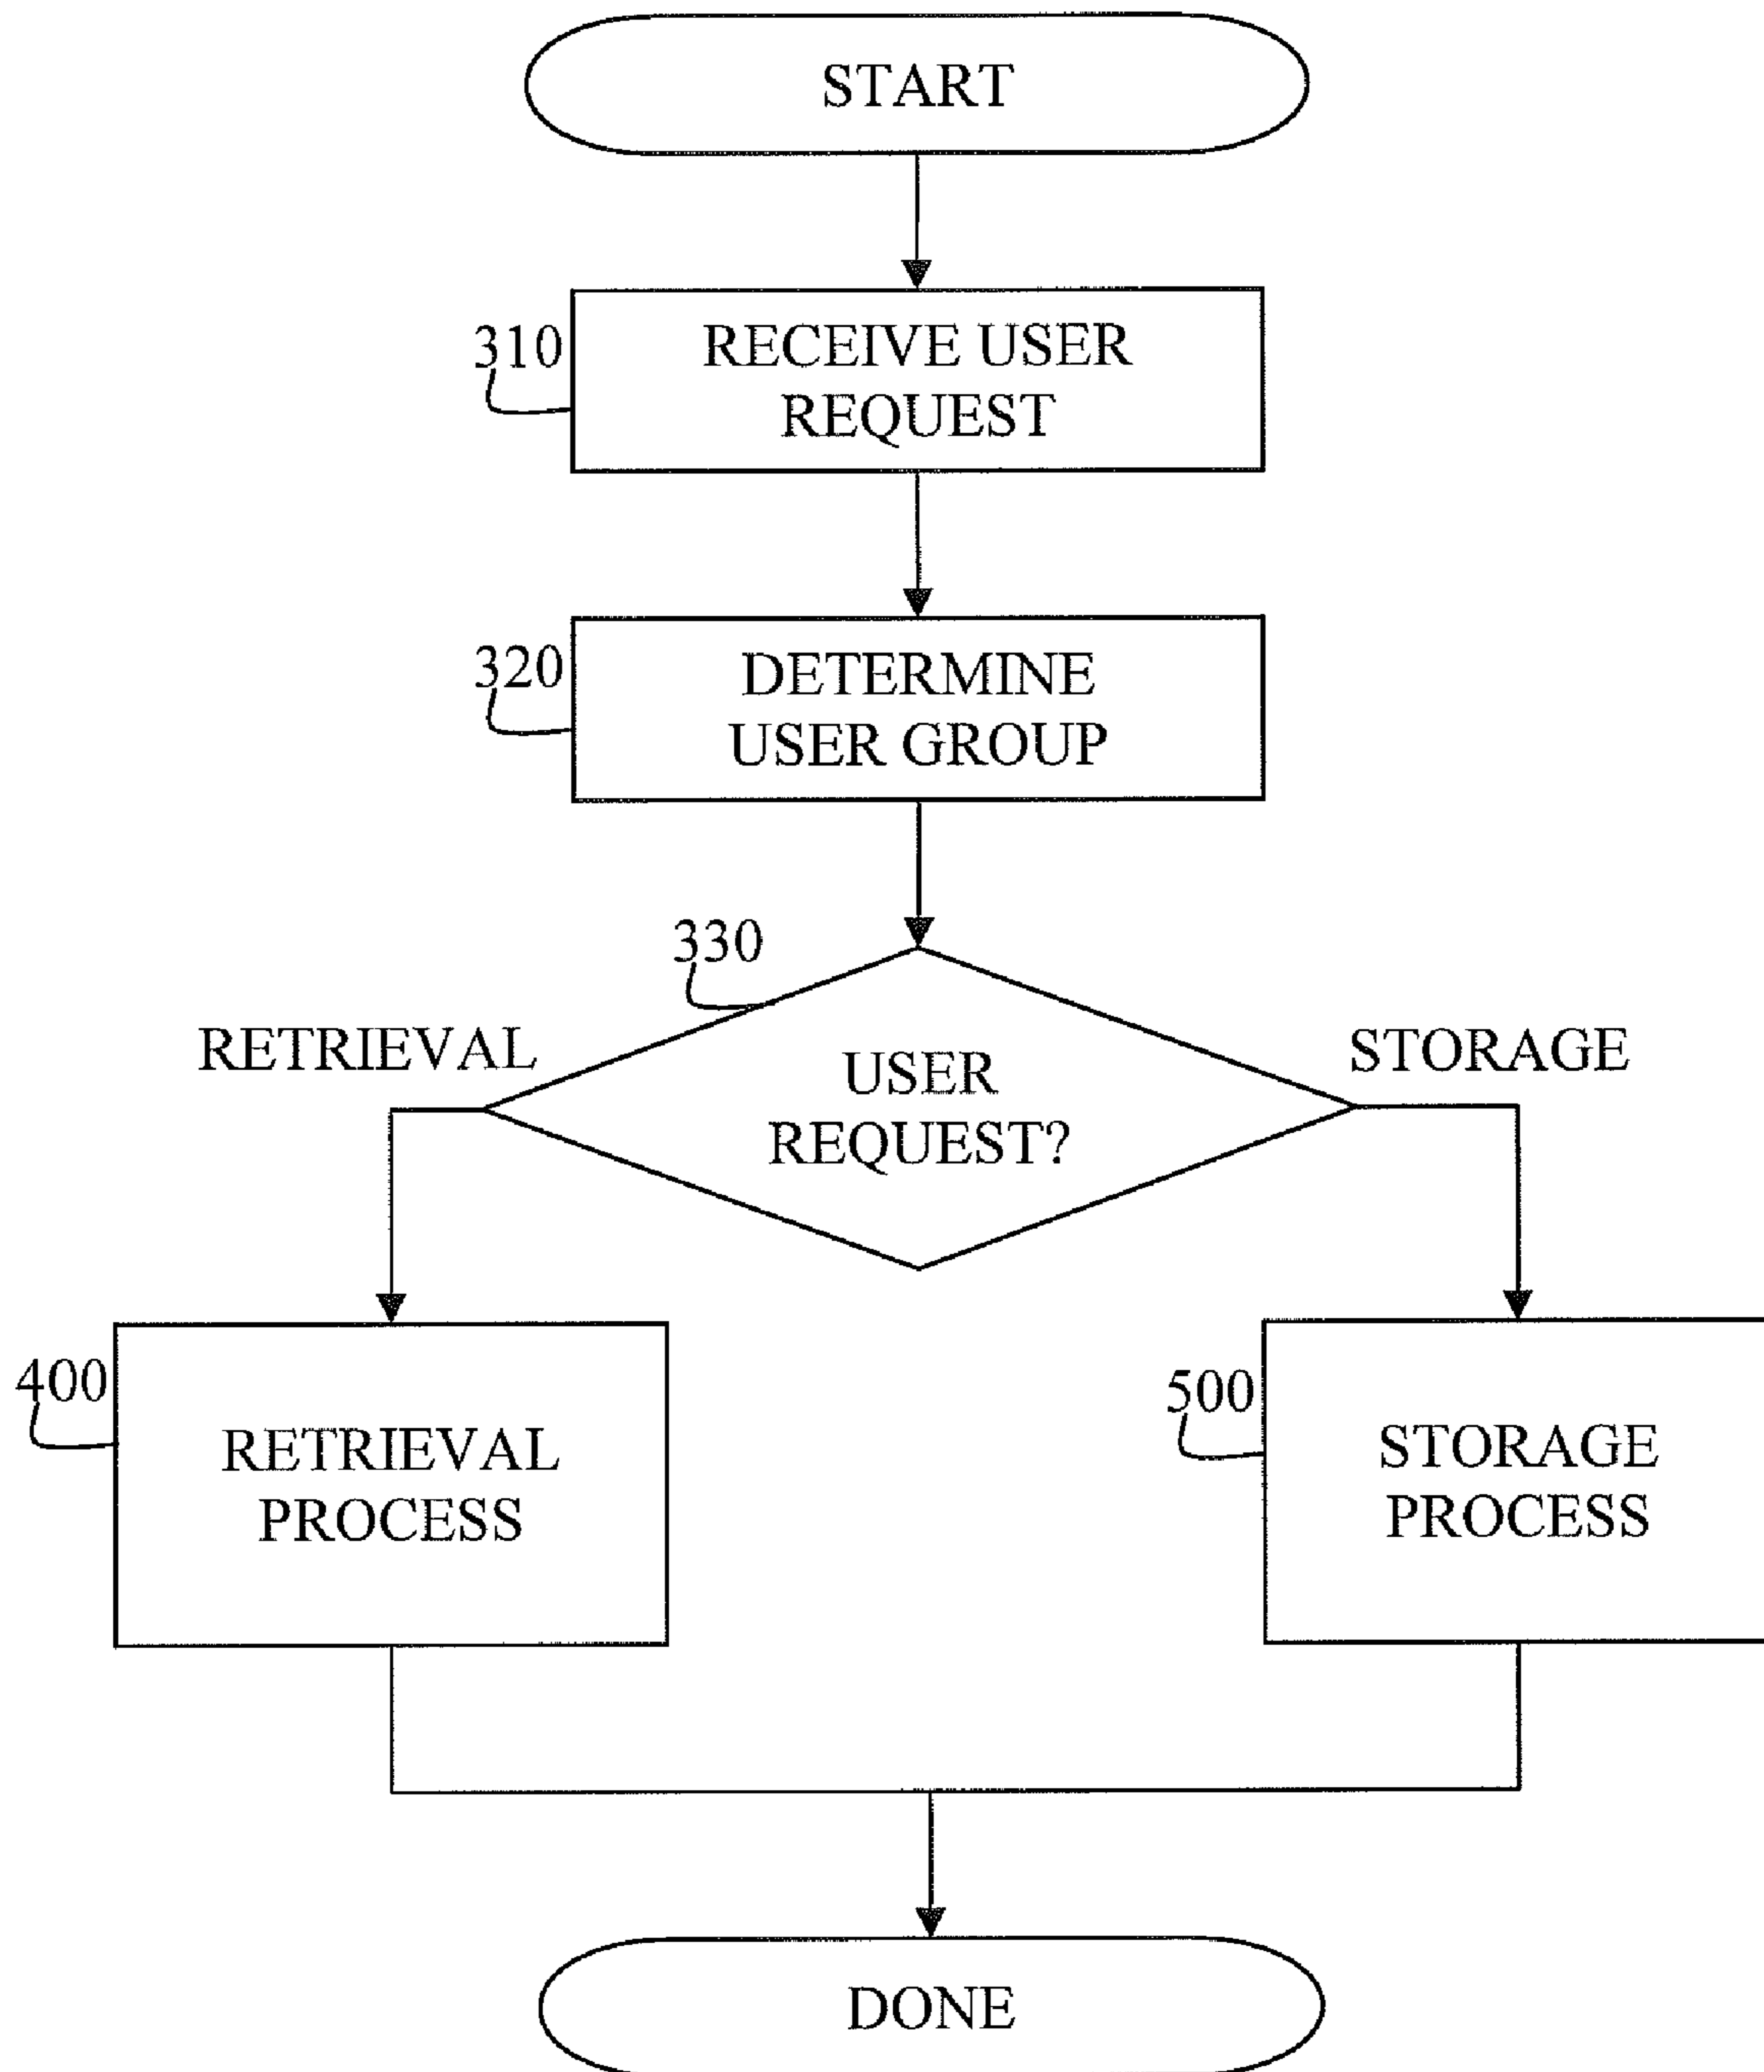 START
310
RECEIVE USER
REQUEST
320
DETERMINE
USER GROUP
330
RETRIEVAL
STORAGE
USER
REQUEST?
400
RETRIEVAL
PROCESS
500
STORAGE
PROCESS
DONE